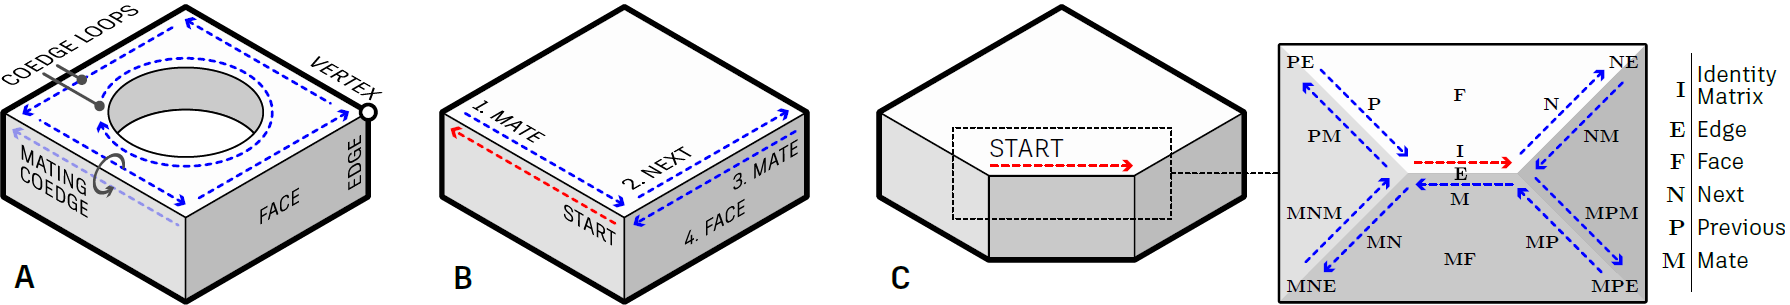 COEDGE LOOPS
VERTEX
MATING
COEDGE
FACE
EDGE
A
1. MATE
2. NEXT
3. MATE
START
4. FACE
B
START
C
PE
NE
P
F
N
PM
I
NM
E
M
MNM
MPM
MN
MP
MF
MNE
MPE
I Identity
Matrix
E Edge
F Face
N Next
P Previous
M Mate